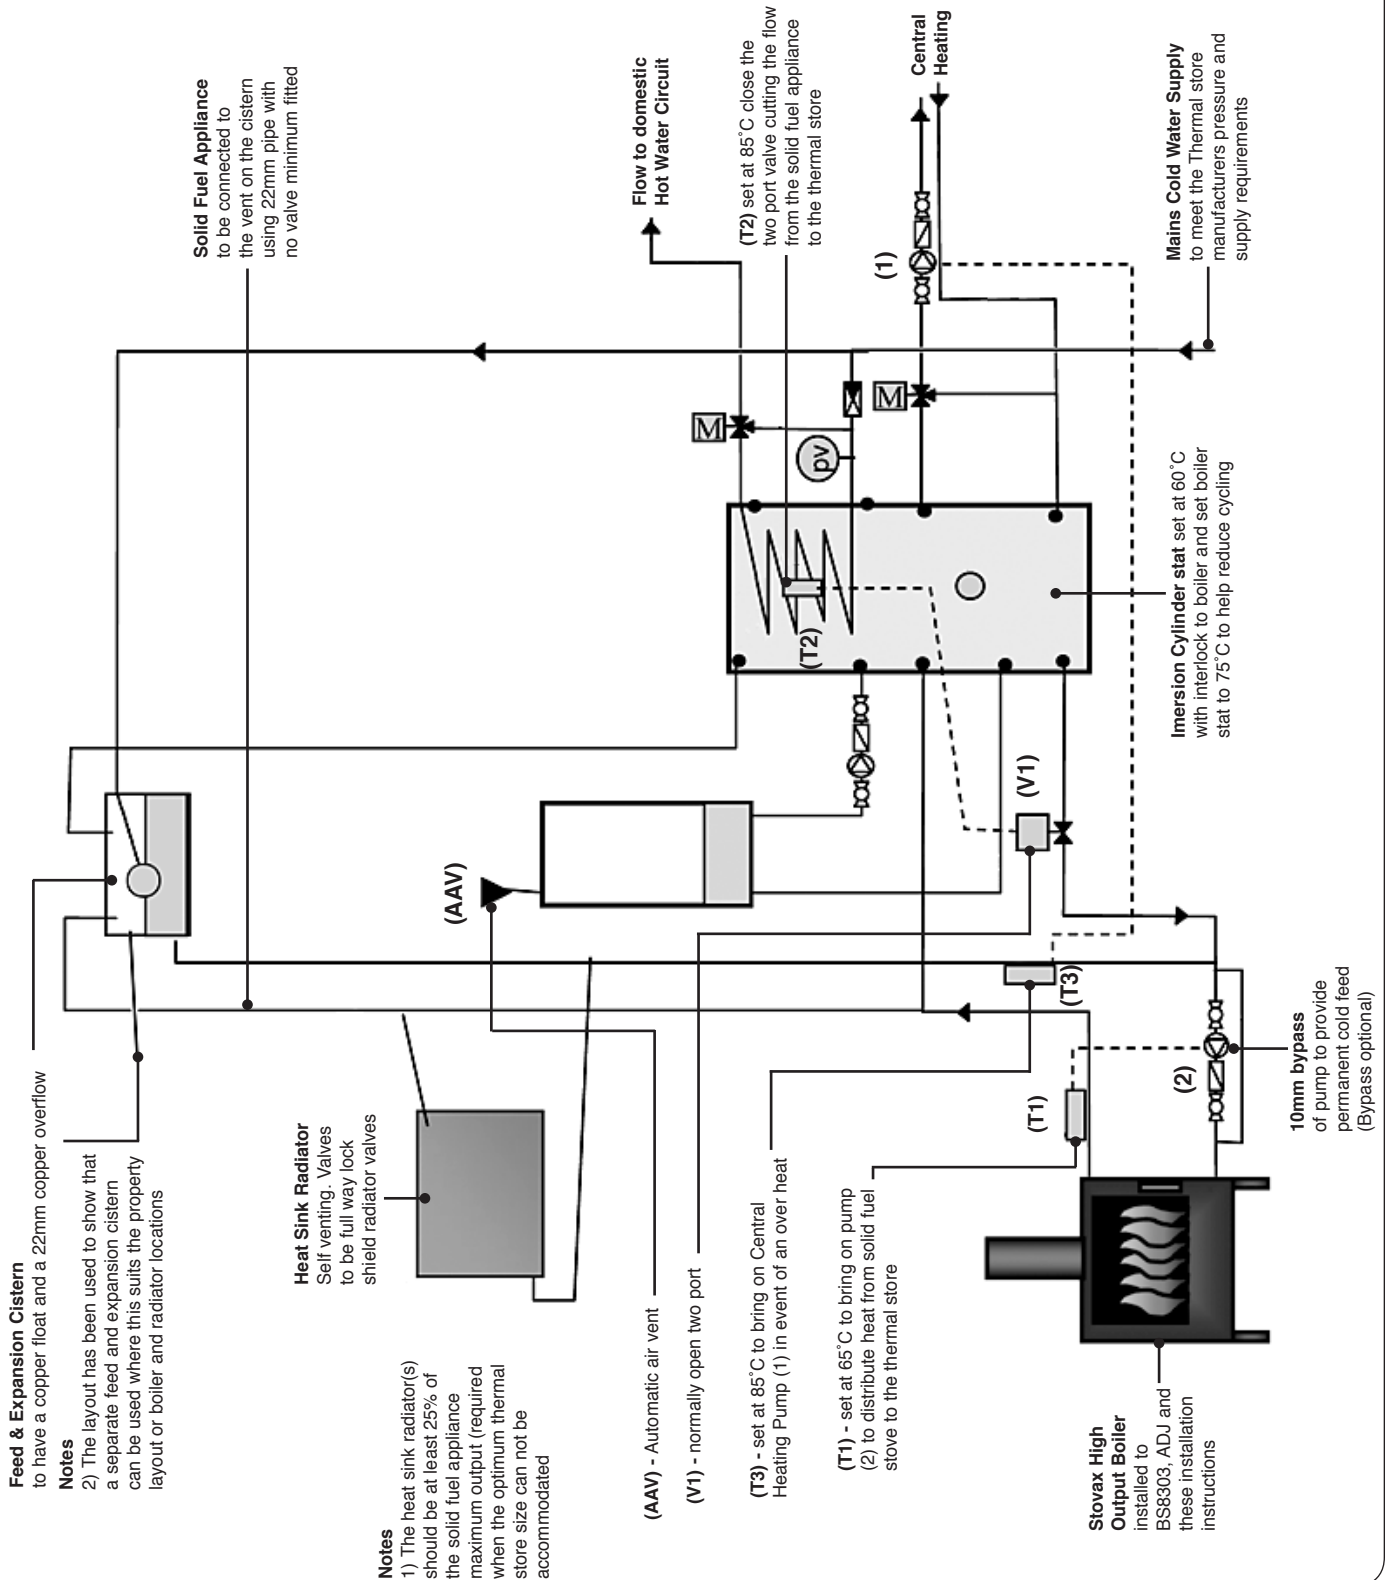 Feed & Expansion Cistern
to have a copper float and a 22mm copper overflow
Notes
2) The layout has been used to show that
a separate feed and expansion cistern
can be used where this suits the property
layout or boiler and radiator locations
Solid Fuel Appliance
to be connected to
the vent on the cistern
using 22mm pipe with
no valve minimum fitted
Heat Sink Radiator
Self venting. Valves
to be full way lock
shield radiator valves
Notes
1) The heat sink radiator(s)
should be at least 25% of
the solid fuel appliance
maximum output (required
when the optimum thermal
store size can not be
accommodated
(AAV)
Flow to domestic
Hot Water Circuit
(T2) set at 85˚C close the
two port valve cutting the flow
from the solid fuel appliance
to the thermal store
(AAV) - Automatic air vent
(V1) - normally open two port
M
pv
(T2)
M
(1)
Central
Heating
(T3) - set at 85˚C to bring on Central
Heating Pump (1) in event of an over heat
(T1) - set at 65˚C to bring on pump
(2) to distribute heat from solid fuel
stove to the thermal store
(V1)
(T3)
(T1)
(2)
Stovax High
Output Boiler
installed to
BS8303, ADJ and
these installation
instructions
10mm bypass
of pump to provide
permanent cold feed
(Bypass optional)
Imersion Cylinder stat set at 60˚C
with interlock to boiler and set boiler
stat to 75˚C to help reduce cycling
Mains Cold Water Supply
to meet the Thermal store
manufacturers pressure and
supply requirements